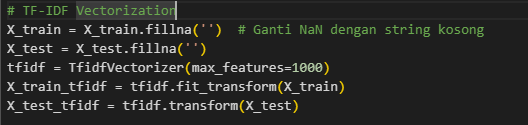 # TF-IDF Vectorization
X_train = X_train.fillna('')  # Ganti NaN dengan string kosong
X_test = X_test.fillna('')
tfidf = TfidfVectorizer(max_features=1000)
X_train_tfidf = tfidf.fit_transform(X_train)
X_test_tfidf = tfidf.transform(X_test)